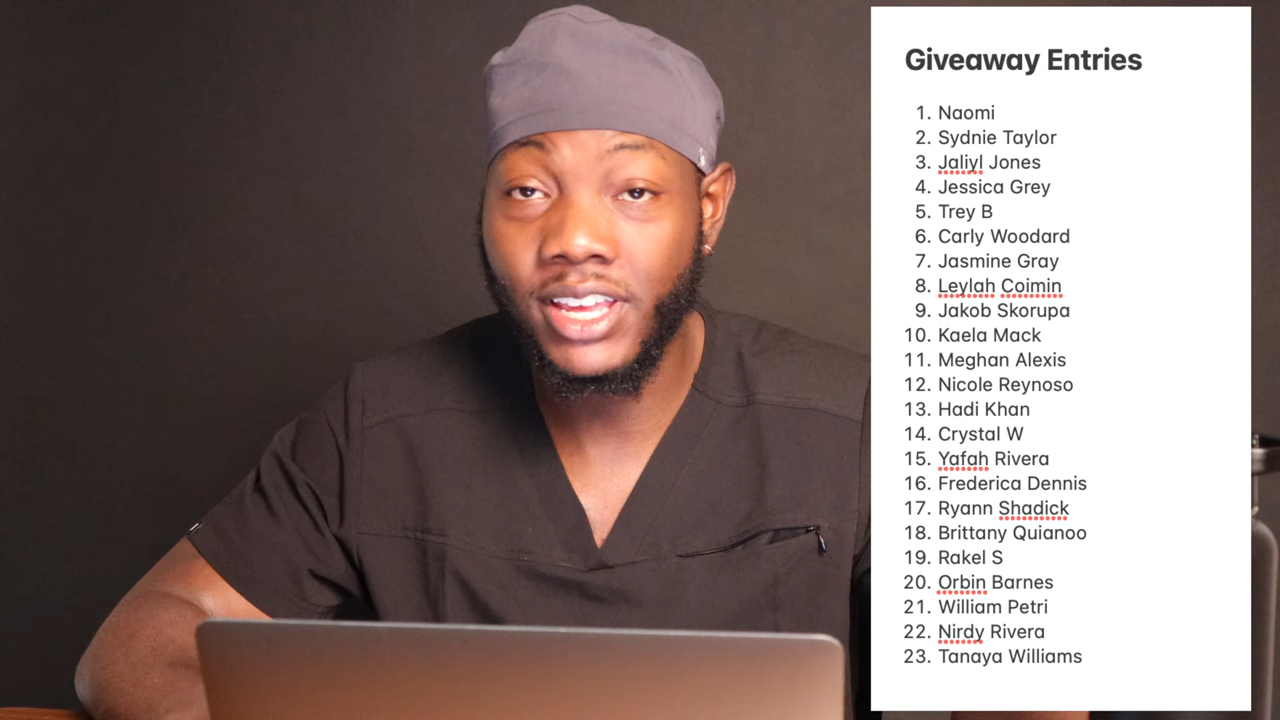 Giveaway Entries
1. Naomi
2. Sydnie Taylor
3. Jaliyl Jones
4. Jessica Grey
5. Trey B
6. Carly Woodard
7. Jasmine Gray
8. Leylah Coimin
9. Jakob Skorupa
10. Kaela Mack
11. Meghan Alexis
12. Nicole Reynoso
13. Hadi Khan
14. Crystal W
15. Yafah Rivera
16. Frederica Dennis
17. Ryann Shadick
18. Brittany Quianoo
19. Rakel S
20. Orbin Barnes
21. William Petri
22. Nirdy Rivera
23. Tanaya Williams